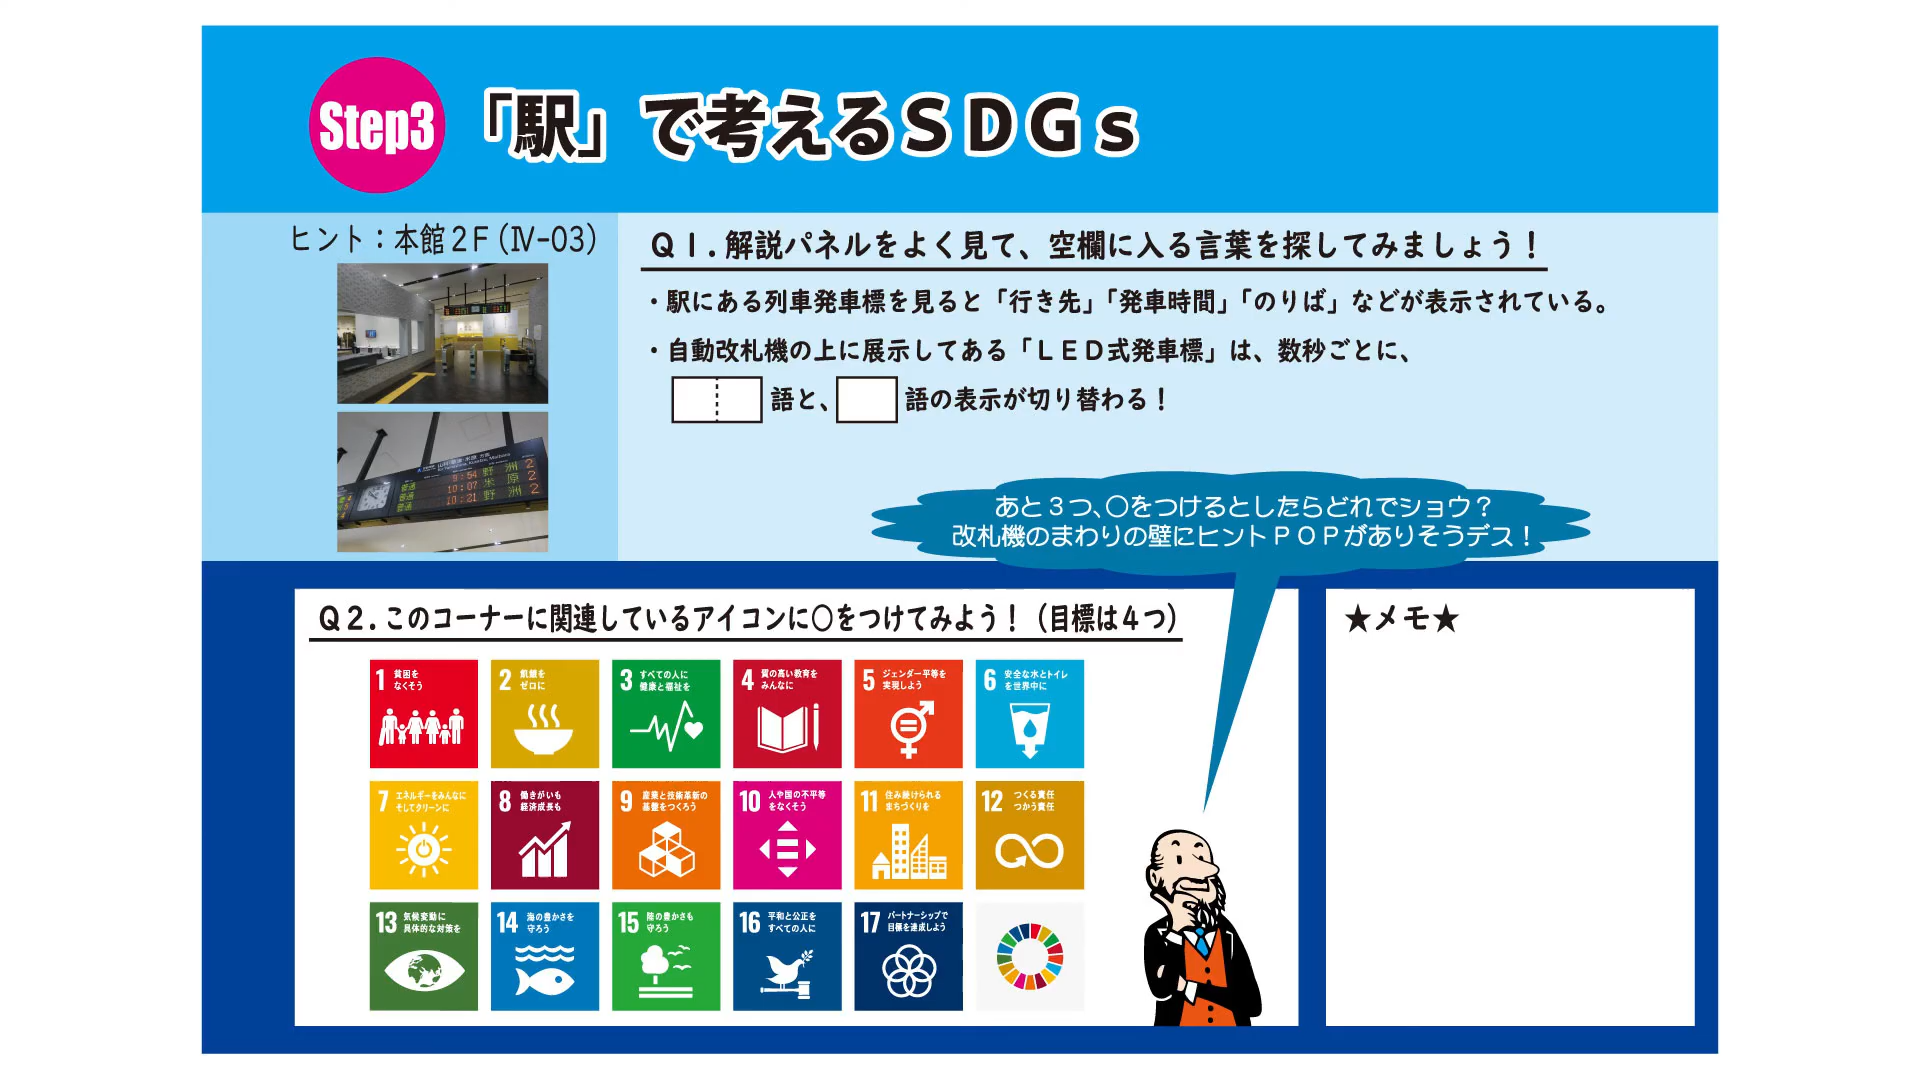 Step3
「駅」で考えるＳＤＧｓ
ヒント：本館２Ｆ（Ⅳ-03）
Ｑ１．解説パネルをよく見て、空欄に入る言葉を探してみましょう！
・駅にある列車発車標を見ると「行き先」「発車時間」「のりば」などが表示されている。
・自動改札機の上に展示してある「ＬＥＤ式発車標」は、数秒ごとに、
語と、 語の表示が切り替わる！
9:54 野洲 2
10:07 米原 2
10:21 野洲 2
あと３つ、〇をつけるとしたらどれでショウ？
改札機のまわりの壁にヒントＰＯＰがありそうデス！
Ｑ２．このコーナーに関連しているアイコンに〇をつけてみよう！（目標は４つ）
1 貧困を
なくそう
2 飢餓を
ゼロに
3 すべての人に
健康と福祉を
4 質の高い教育を
みんなに
5 ジェンダー平等を
実現しよう
6 安全な水とトイレ
を世界中に
7 エネルギーをみんなに
そしてクリーンに
8 働きがいも
経済成長も
9 産業と技術革新の
基盤をつくろう
10 人や国の不平等
をなくそう
11 住み続けられる
まちづくりを
12 つくる責任
つかう責任
13 気候変動に
具体的な対策を
14 海の豊かさを
守ろう
15 陸の豊かさも
守ろう
16 平和と公正を
すべての人に
17 パートナーシップで
目標を達成しよう
★メモ★